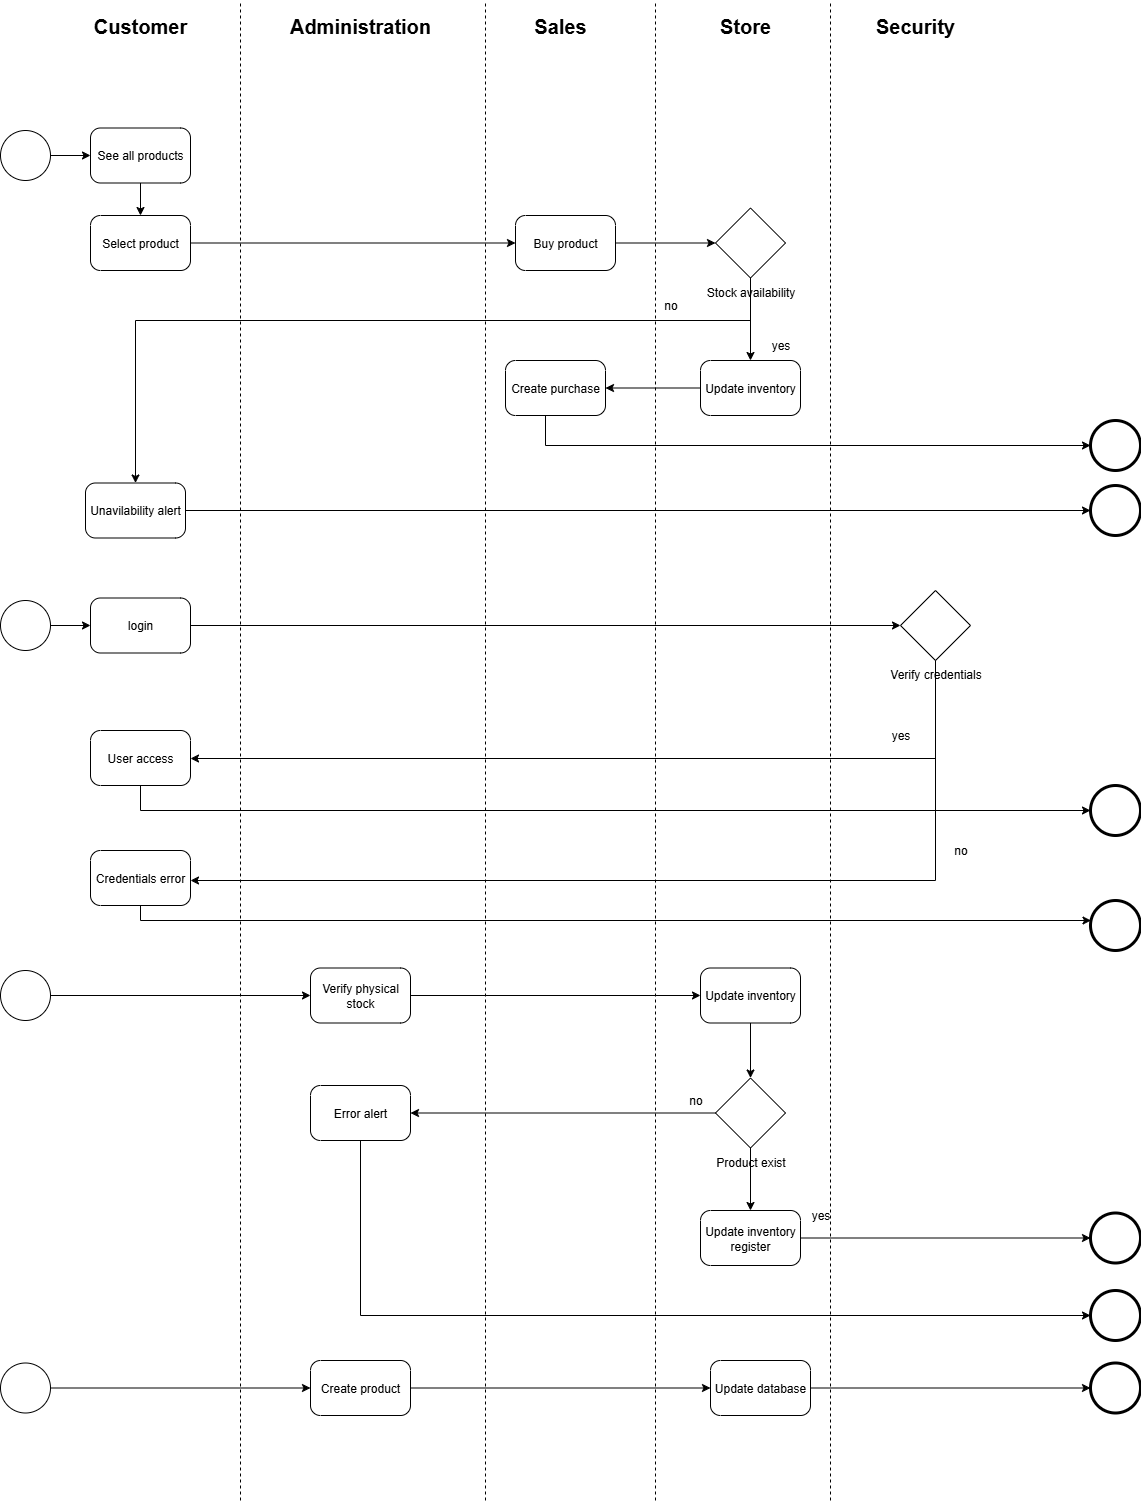 Customer
Administration
Sales
Store
Security
See all products
Select product
Buy product
Stock availability
no
yes
Create purchase
Update inventory
Unavilability alert
login
Verify credentials
yes
User access
no
Credentials error
Verify physical
stock
Update inventory
no
Error alert
Product exist
yes
Update inventory
register
Create product
Update database